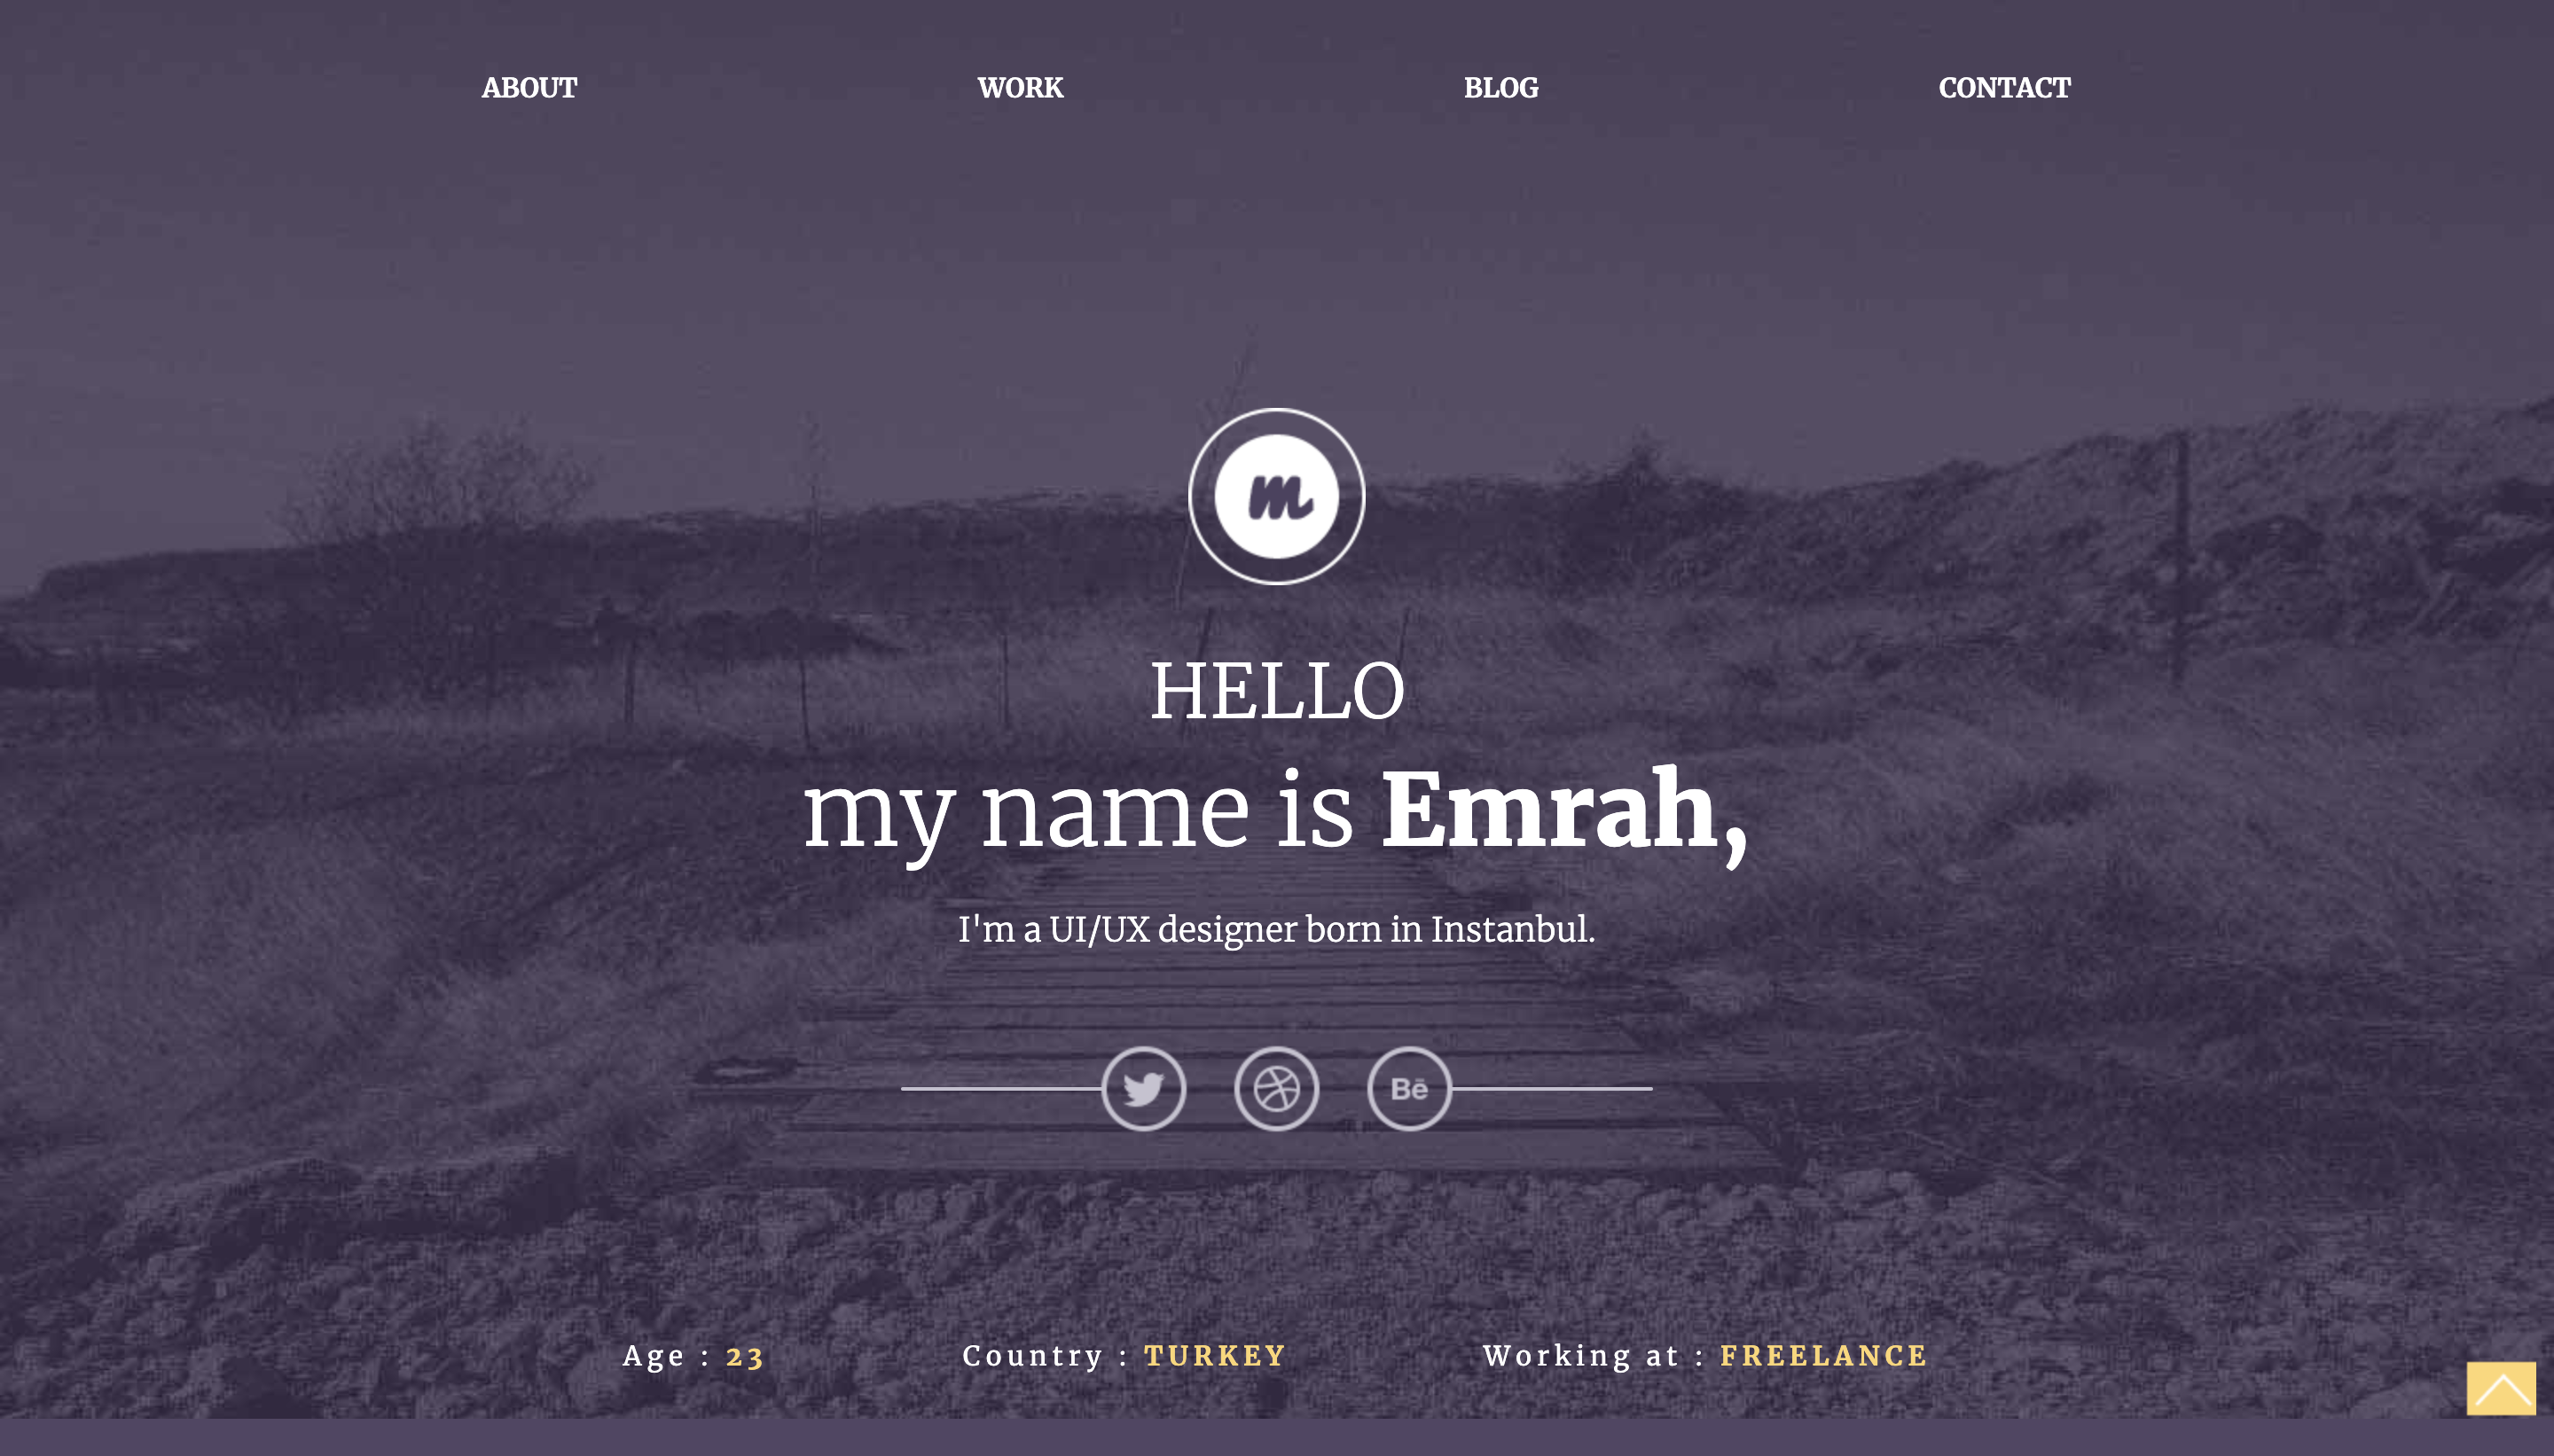 ABOUT WORK BLOG CONTACT
m
HELLO
my name is Emrah,
I'm a UI/UX designer born in Instanbul.
Bē
Age : 23 Country : TURKEY Working at : FREELANCE